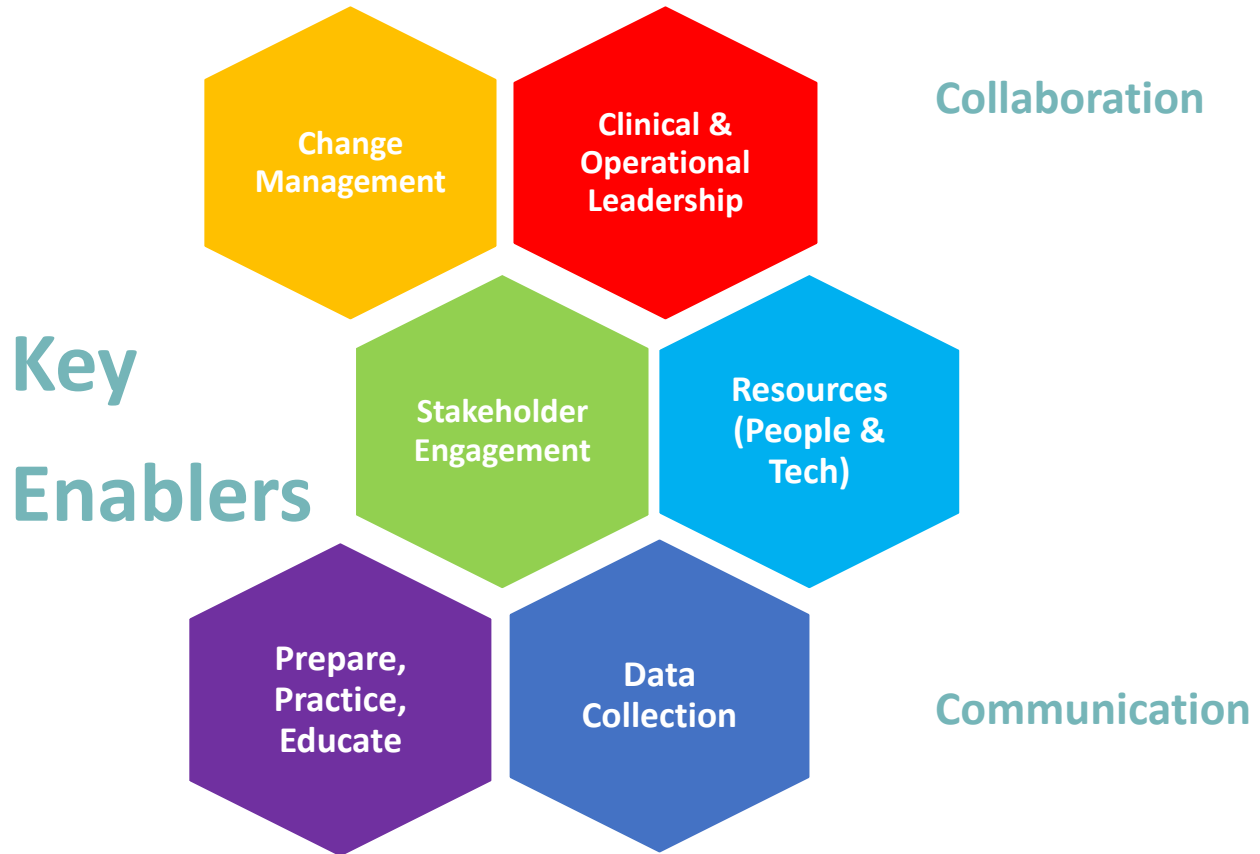 Change
Management
Clinical &
Operational
Leadership
Collaboration
Key
Enablers
Stakeholder
Engagement
Resources
(People &
Tech)
Prepare,
Practice,
Educate
Data
Collection
Communication